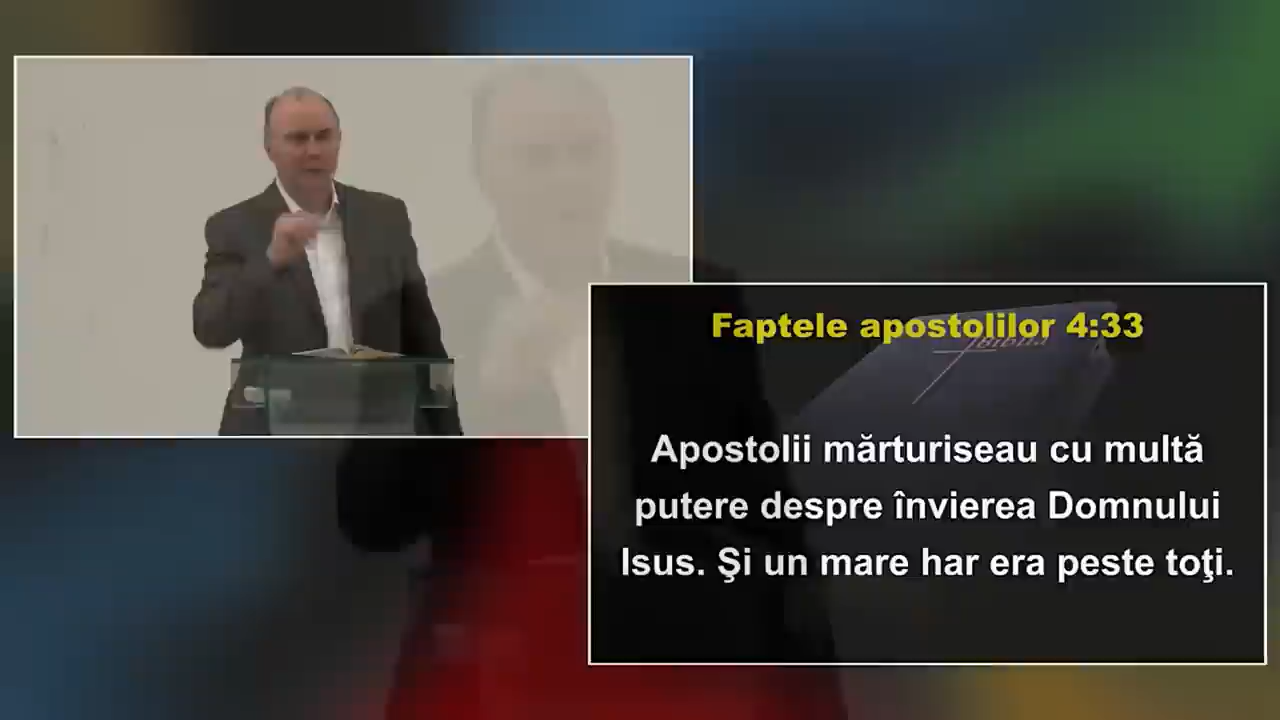 Faptele apostolilor 4:33
Biblia
Apostolii mărturiseau cu multă
putere despre învierea Domnului
Isus. Şi un mare har era peste toţi.